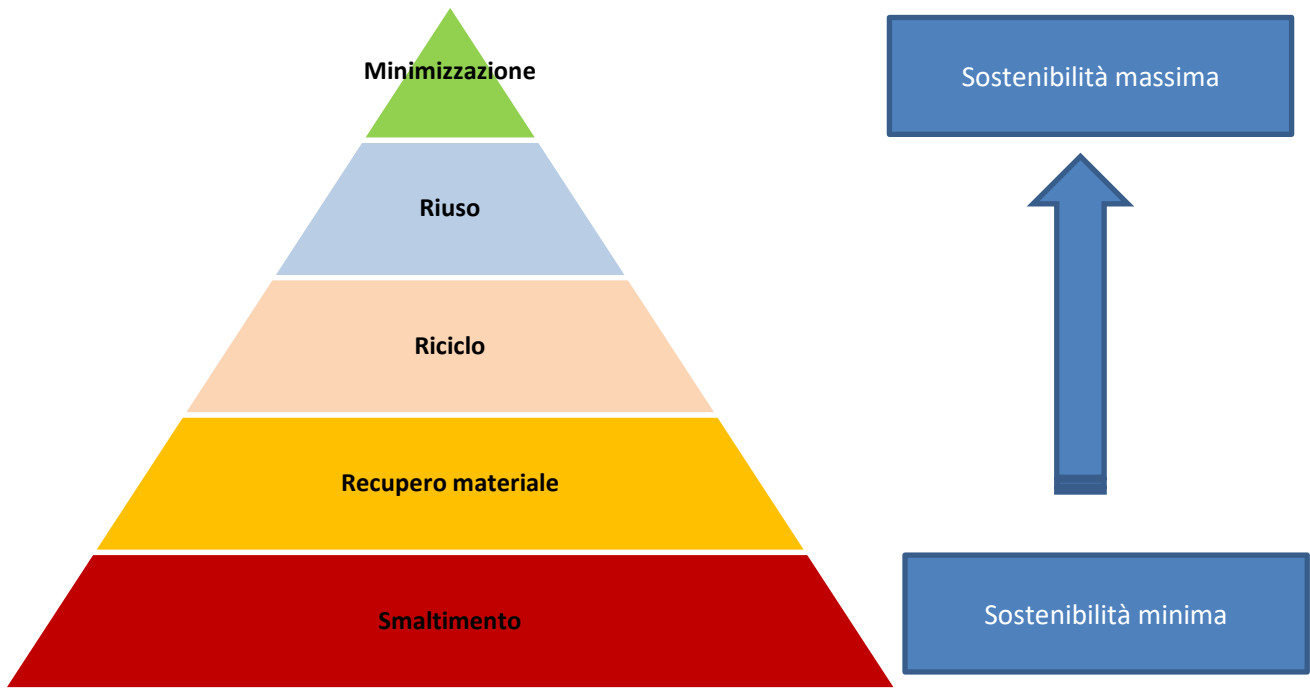 Minimizzazione
Sostenibilità massima
Riuso
Riciclo
Recupero materiale
Smaltimento
Sostenibilità minima